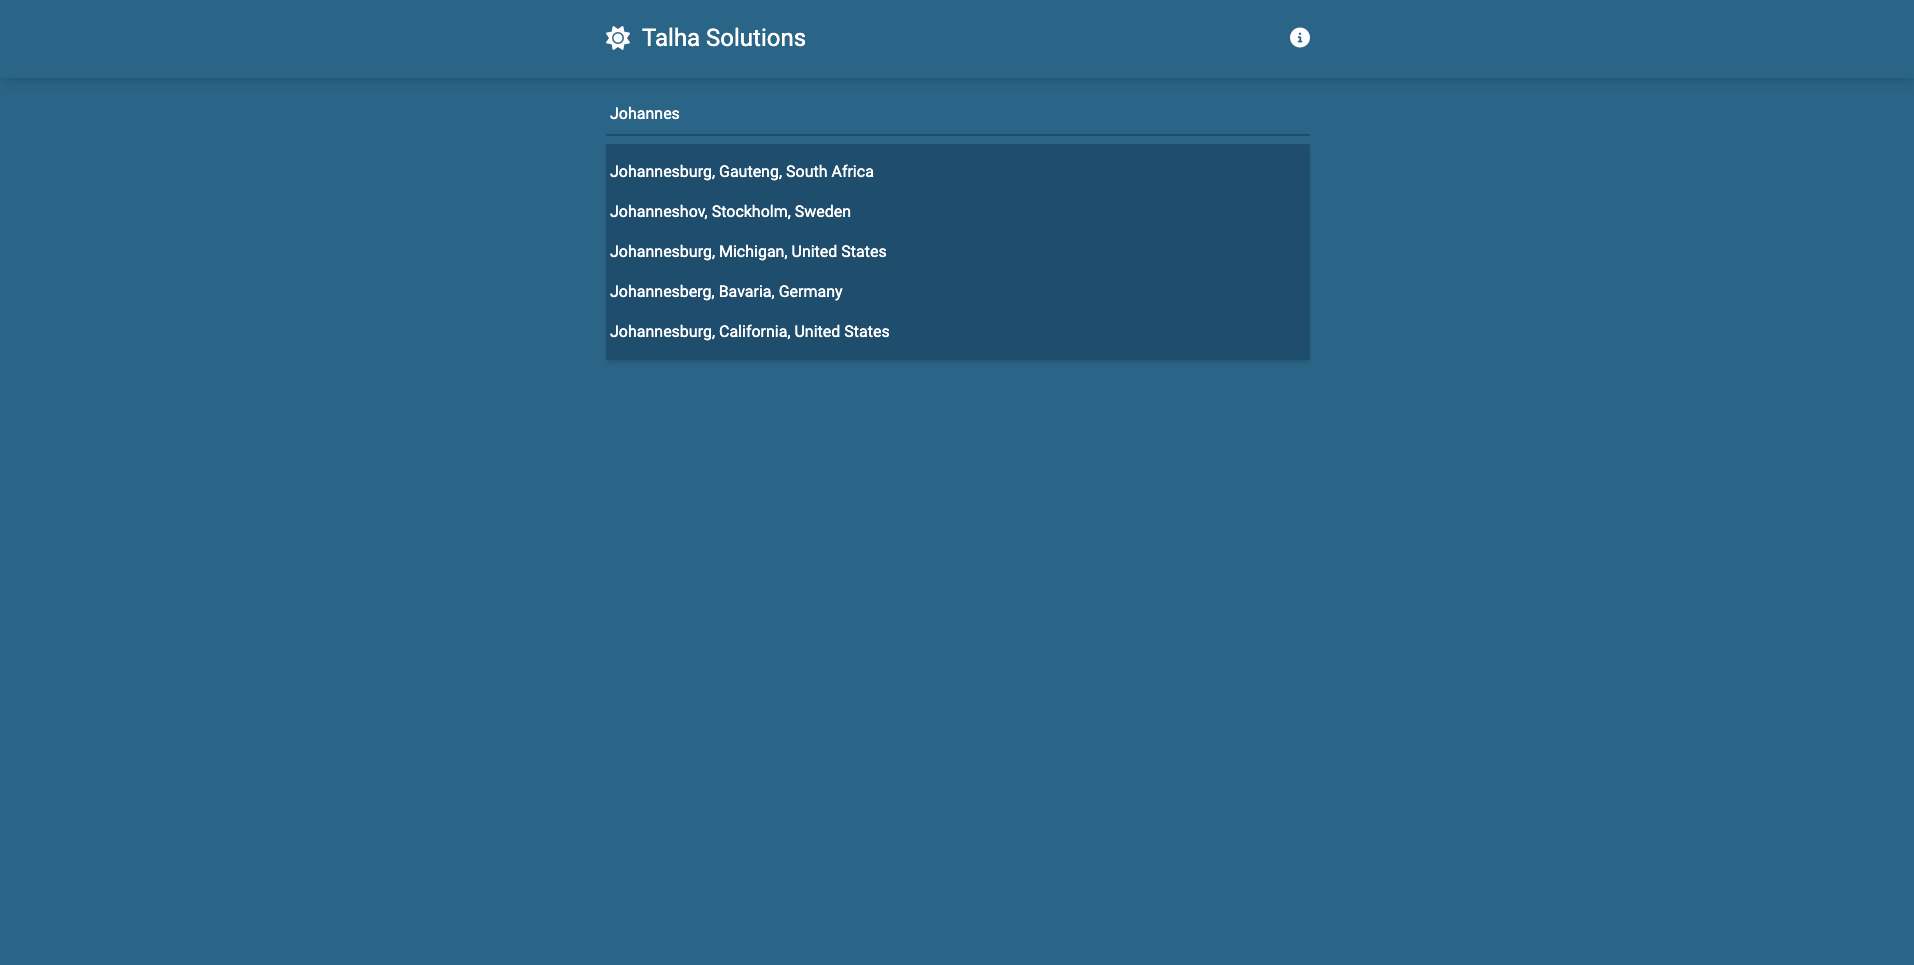 Talha Solutions
Johannes
Johannesburg, Gauteng, South Africa
Johanneshov, Stockholm, Sweden
Johannesburg, Michigan, United States
Johannesberg, Bavaria, Germany
Johannesburg, California, United States